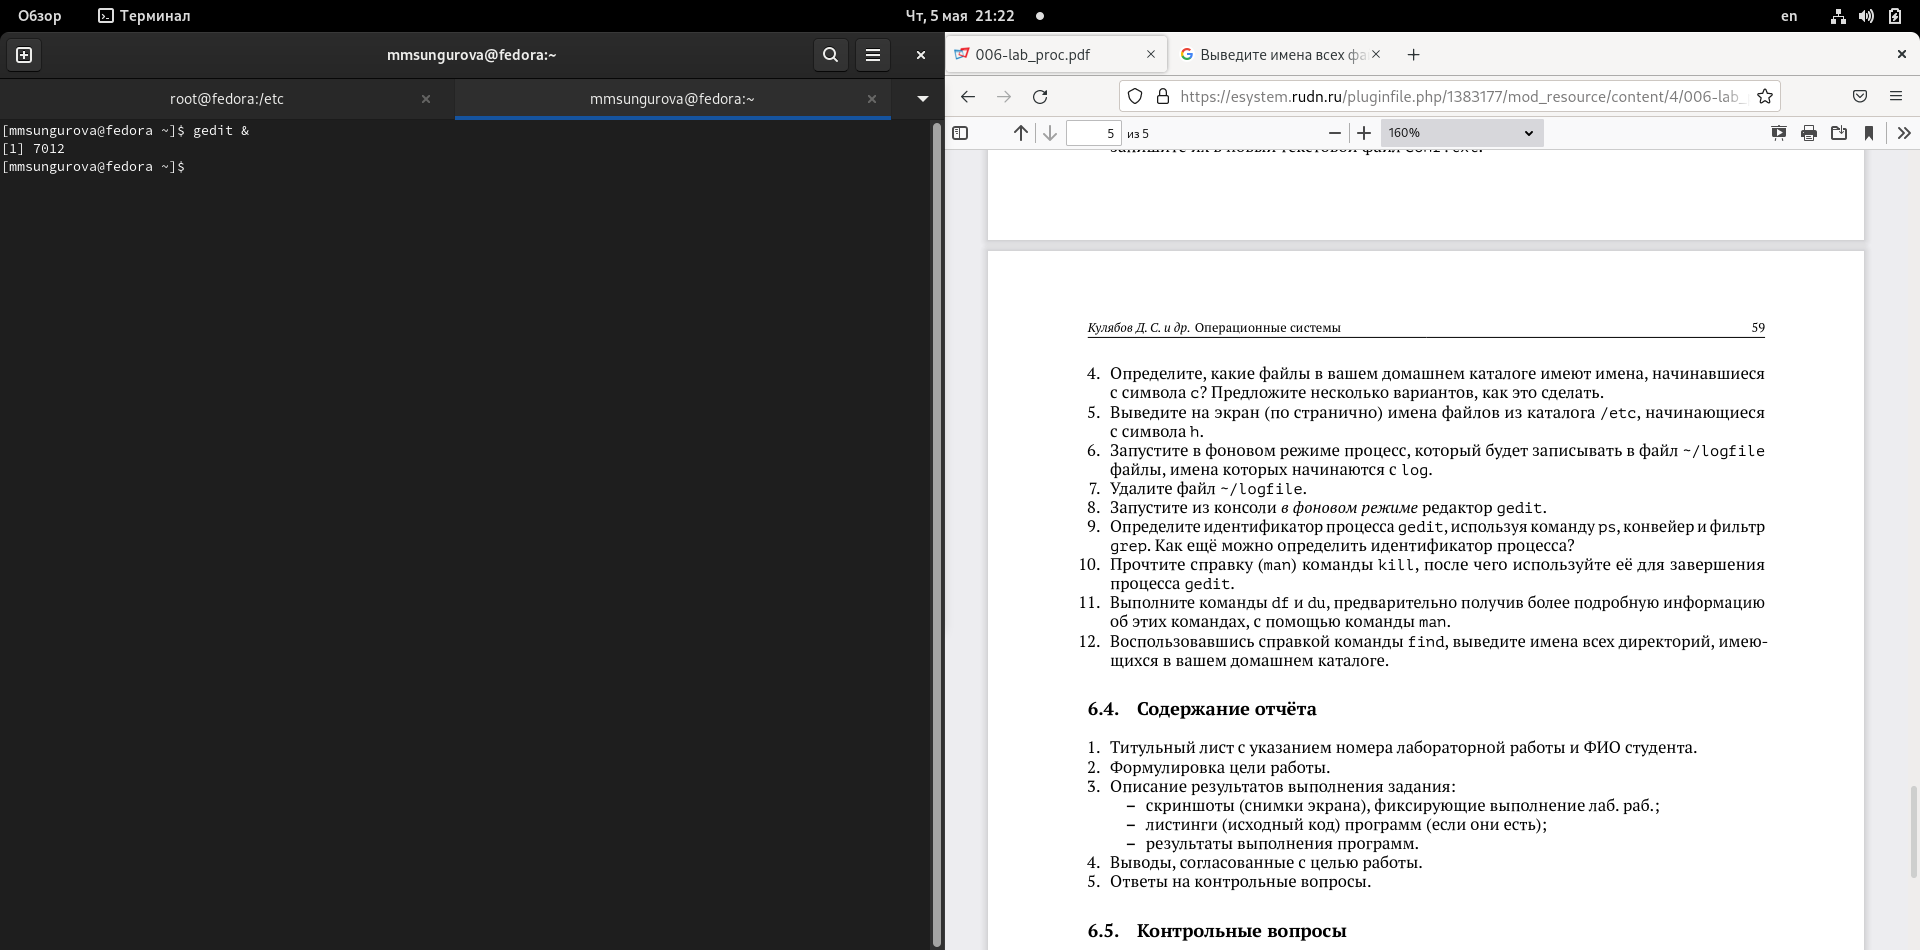 Обзор
Терминал
Чт, 5 мая 21:22
en
mmsungurova@fedora:~
root@fedora:/etc
mmsungurova@fedora:~
[mmsungurova@fedora ~]$ gedit &
[1] 7012
[mmsungurova@fedora ~]$
006-lab_proc.pdf
Выведите имена всех фа
https://esystem.rudn.ru/pluginfile.php/1383177/mod_resource/content/4/006-lab_
5 из 5
160%
запишите их в новый текстовой файл conf.text.
Кулябов Д. С. и др. Операционные системы 59
4. Определите, какие файлы в вашем домашнем каталоге имеют имена, начинавшиеся
с символа c? Предложите несколько вариантов, как это сделать.
5. Выведите на экран (по странично) имена файлов из каталога /etc, начинающиеся
с символа h.
6. Запустите в фоновом режиме процесс, который будет записывать в файл ~/logfile
файлы, имена которых начинаются с log.
7. Удалите файл ~/logfile.
8. Запустите из консоли в фоновом режиме редактор gedit.
9. Определите идентификатор процесса gedit, используя команду ps, конвейер и фильтр
grep. Как ещё можно определить идентификатор процесса?
10. Прочтите справку (man) команды kill, после чего используйте её для завершения
процесса gedit.
11. Выполните команды df и du, предварительно получив более подробную информацию
об этих командах, с помощью команды man.
12. Воспользовавшись справкой команды find, выведите имена всех директорий, имею-
щихся в вашем домашнем каталоге.
6.4. Содержание отчёта
1. Титульный лист с указанием номера лабораторной работы и ФИО студента.
2. Формулировка цели работы.
3. Описание результатов выполнения задания:
– скриншоты (снимки экрана), фиксирующие выполнение лаб. раб.;
– листинги (исходный код) программ (если они есть);
– результаты выполнения программ.
4. Выводы, согласованные с целью работы.
5. Ответы на контрольные вопросы.
6.5. Контрольные вопросы